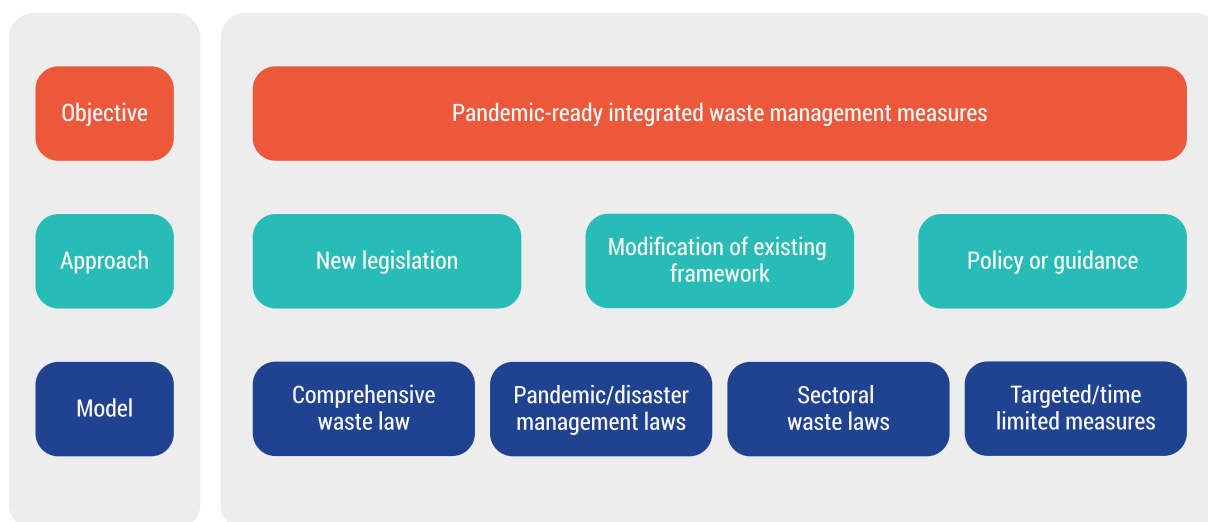 Objective
Pandemic-ready integrated waste management measures
Approach
New legislation
Modification of existing
framework
Policy or guidance
Model
Comprehensive
waste law
Pandemic/disaster
management laws
Sectoral
waste laws
Targeted/time
limited measures